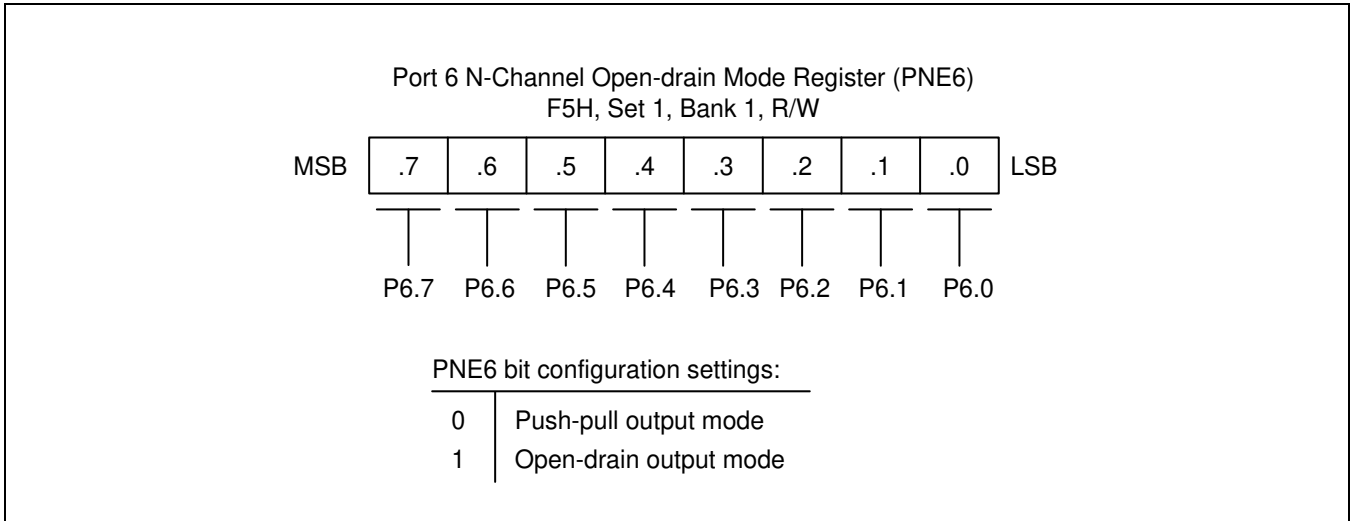 Port 6 N-Channel Open-drain Mode Register (PNE6)
F5H, Set 1, Bank 1, R/W
MSB .7 .6 .5 .4 .3 .2 .1 .0 LSB
P6.7 P6.6 P6.5 P6.4 P6.3 P6.2 P6.1 P6.0
PNE6 bit configuration settings:
0 Push-pull output mode
1 Open-drain output mode